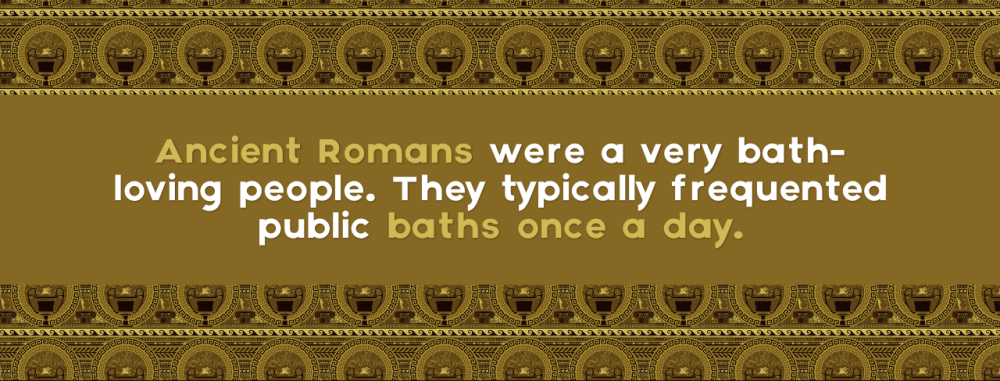 Ancient Romans were a very bath-
loving people. They typically frequented
public baths once a day.